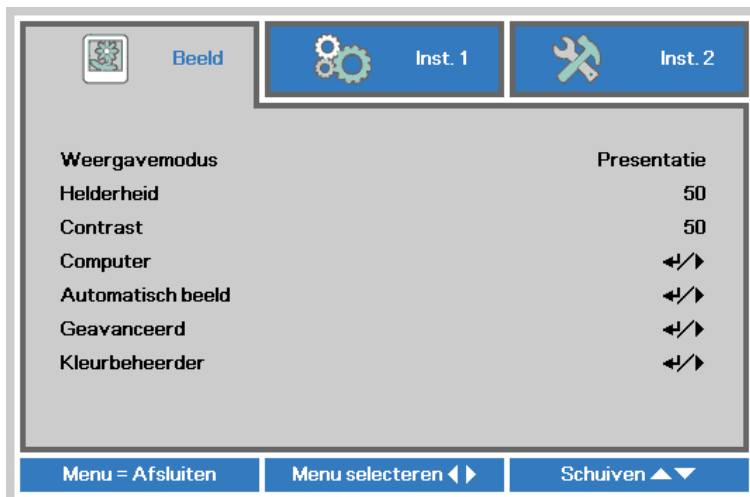 Beeld Inst. 1 Inst. 2
Weergavemodus Presentatie
Helderheid 50
Contrast 50
Computer
Automatisch beeld
Geavanceerd
Kleurbeheerder
Menu = Afsluiten Menu selecteren Schuiven